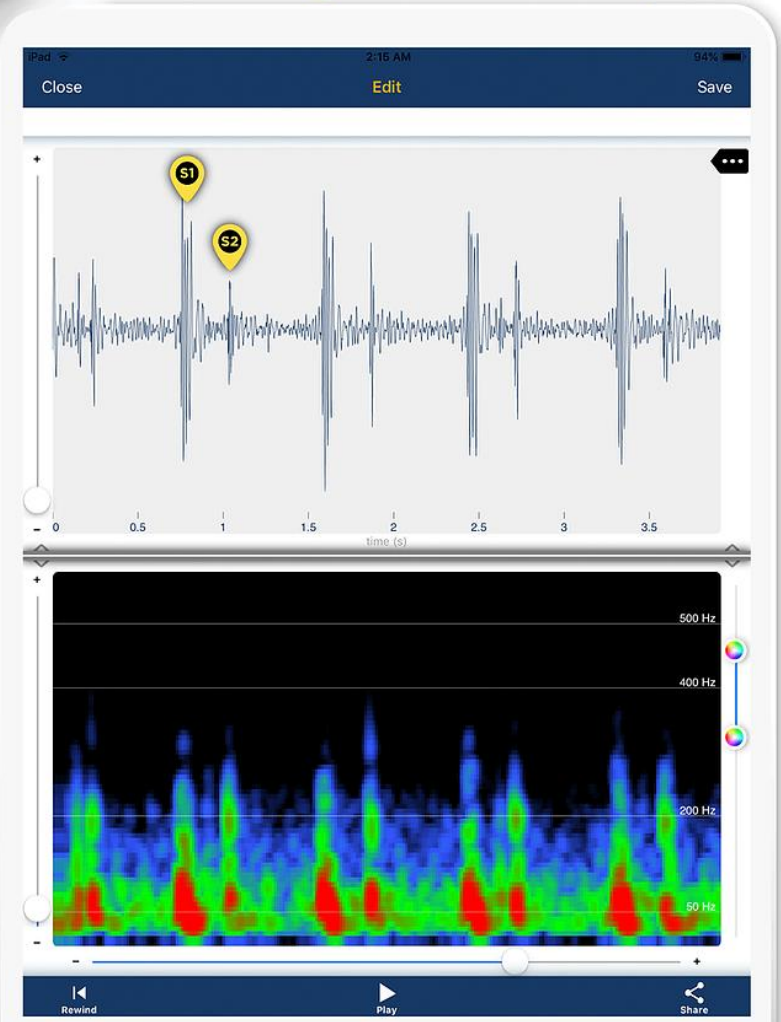 iPad 2:15 AM 94%
Close Edit Save
S1
S2
+
-
0 0.5 1 1.5 2 2.5 3 3.5
time (s)
+
500 Hz
400 Hz
200 Hz
50 Hz
-
- +
Rewind Play Share